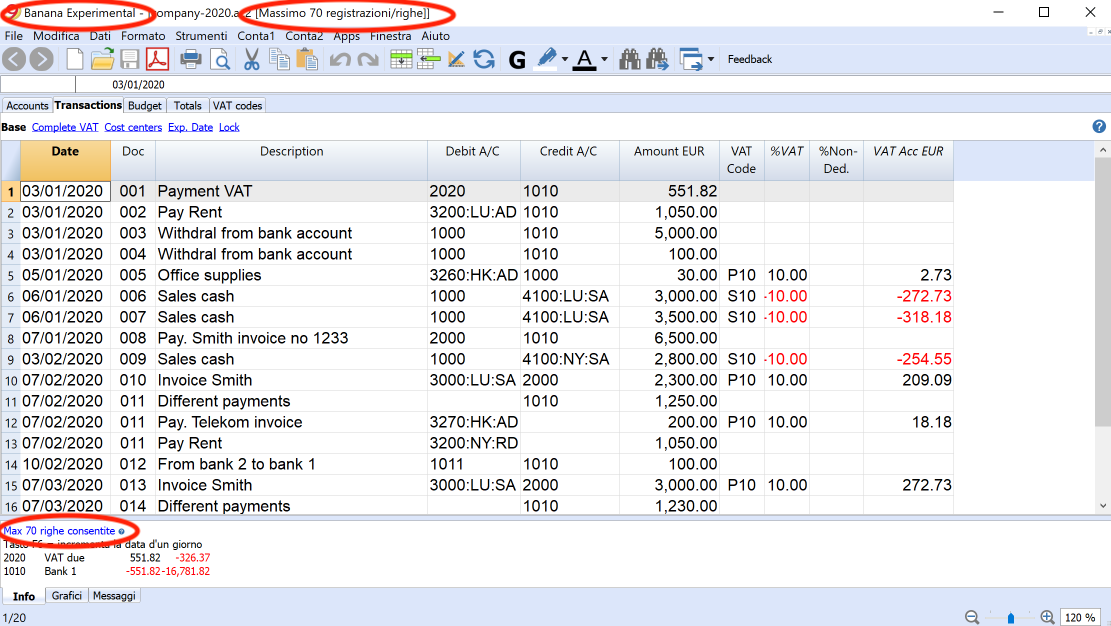 Banana Experimental - [company-2020.ac2 [Massimo 70 registrazioni/righe]]
File Modifica Dati Formato Strumenti Conta1 Conta2 Apps Finestra Aiuto
G A Feedback
03/01/2020
Accounts Transactions Budget Totals VAT codes
Base Complete VAT Cost centers Exp. Date Lock
Date Doc Description Debit A/C Credit A/C Amount EUR VAT Code %VAT %Non-Ded. VAT Acc EUR
1 03/01/2020 001 Payment VAT 2020 1010 551.82
2 03/01/2020 002 Pay Rent 3200:LU:AD 1010 1,050.00
3 03/01/2020 003 Withdral from bank account 1000 1010 5,000.00
4 03/01/2020 004 Withdral from bank account 1000 1010 100.00
5 05/01/2020 005 Office supplies 3260:HK:AD 1000 30.00 P10 10.00 2.73
6 06/01/2020 006 Sales cash 1000 4100:LU:SA 3,000.00 S10 -10.00 -272.73
7 06/01/2020 007 Sales cash 1000 4100:LU:SA 3,500.00 S10 -10.00 -318.18
8 07/01/2020 008 Pay. Smith invoice no 1233 2000 1010 6,500.00
9 03/02/2020 009 Sales cash 1000 4100:NY:SA 2,800.00 S10 -10.00 -254.55
10 07/02/2020 010 Invoice Smith 3000:LU:SA 2000 2,300.00 P10 10.00 209.09
11 07/02/2020 011 Different payments 1010 1,250.00
12 07/02/2020 011 Pay. Telekom invoice 3270:HK:AD 200.00 P10 10.00 18.18
13 07/02/2020 011 Pay Rent 3200:NY:RD 1,050.00
14 10/02/2020 012 From bank 2 to bank 1 1011 1010 100.00
15 07/03/2020 013 Invoice Smith 3000:LU:SA 2000 3,000.00 P10 10.00 272.73
16 07/03/2020 014 Different payments 1010 1,230.00
Max 70 righe consentite
Tasto F6 = incrementa la data d'un giorno
2020 VAT due 551.82 -326.37
1010 Bank 1 -551.82 -16,781.82
Info Grafici Messaggi
1/20 120 %